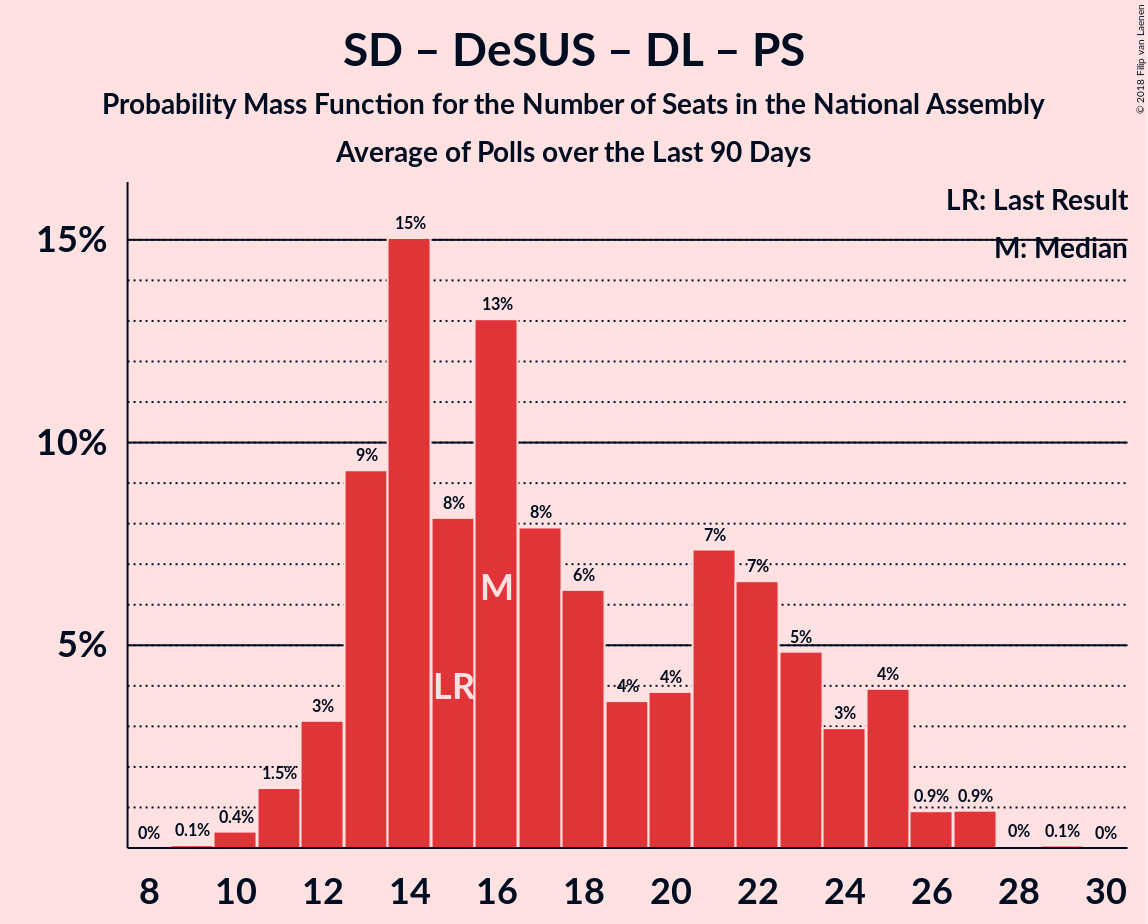 SD – DeSUS – DL – PS
Probability Mass Function for the Number of Seats in the National Assembly
Average of Polls over the Last 90 Days
© 2018 Filip van Laenen
LR: Last Result
M: Median
15%
10%
5%
0%
0.1%
0.4%
1.5%
3%
9%
15%
8%
13%
8%
6%
4%
4%
7%
7%
5%
3%
4%
0.9%
0.9%
0%
0.1%
0%
LR
M
8 10 12 14 16 18 20 22 24 26 28 30